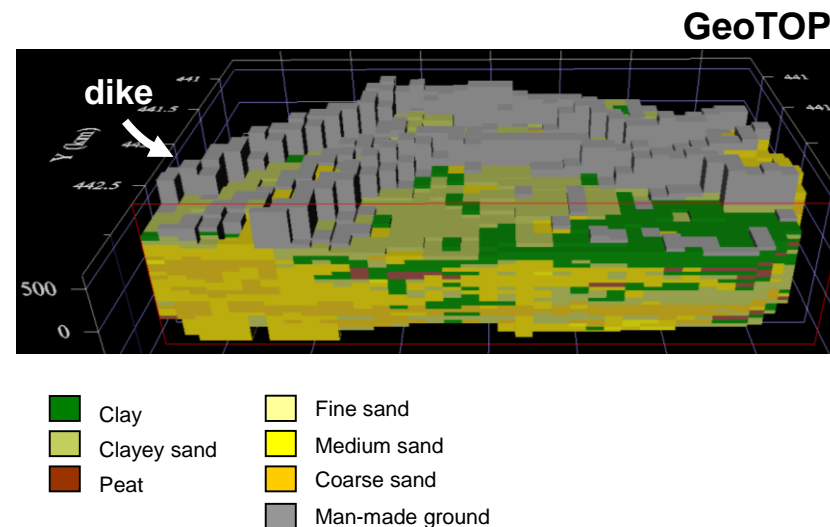 GeoTOP
dike
441
441.5
442.5
Y (km)
500
0
441
Clay
Clayey sand
Peat
Fine sand
Medium sand
Coarse sand
Man-made ground